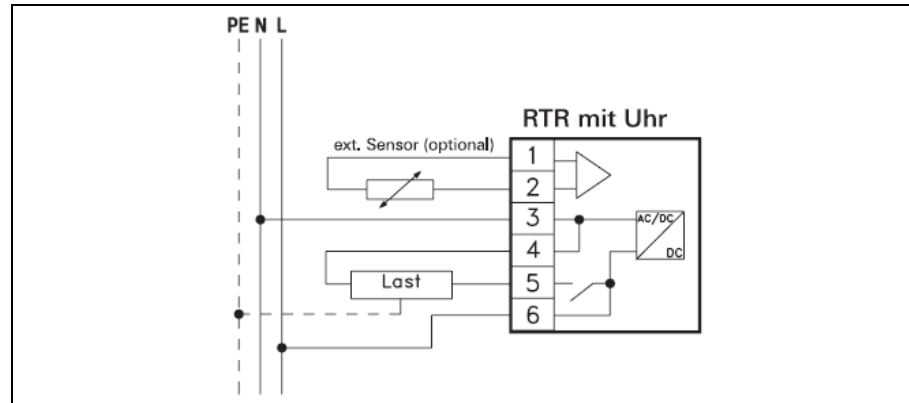 PE N L
RTR mit Uhr
ext. Sensor (optional)
1
2
3
AC/DC
4
DC
Last
5
6